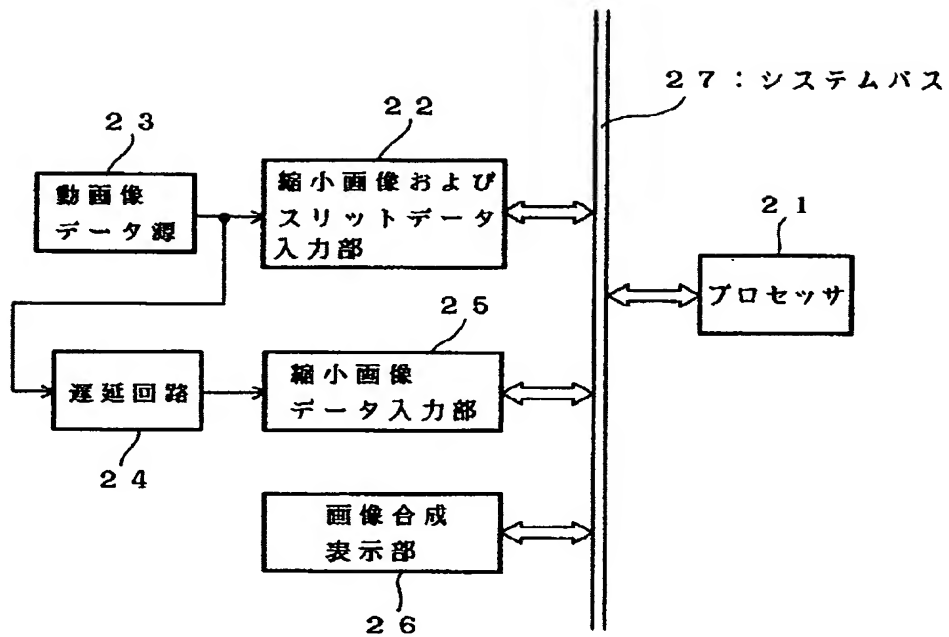 27：システムバス
23
動画像
データ源
22
縮小画像および
スリットデータ
入力部
21
プロセッサ
遅延回路
24
25
縮小画像
データ入力部
画像合成
表示部
26